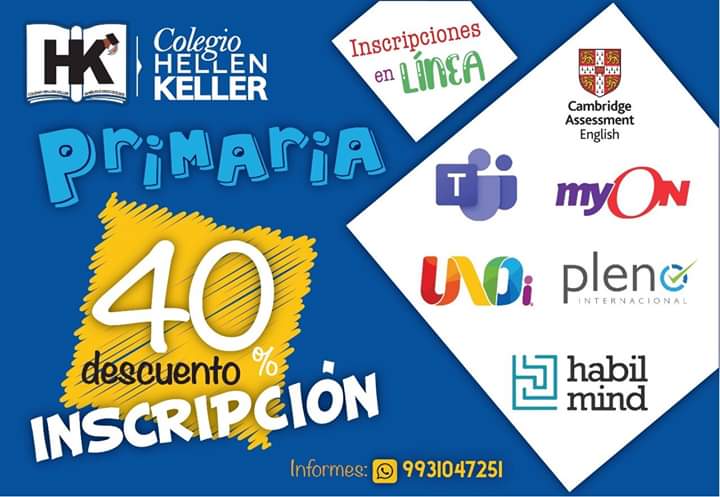 HK
Colegio
HELLEN
KELLER
Inscripciones
en LÍNEA
Primaria
40
%
descuento
INSCRIPCIÓN
Informes: 9931047251
Cambridge
Assessment
English
T
myON
UNOi
pleno
INTERNACIONAL
habil
mind